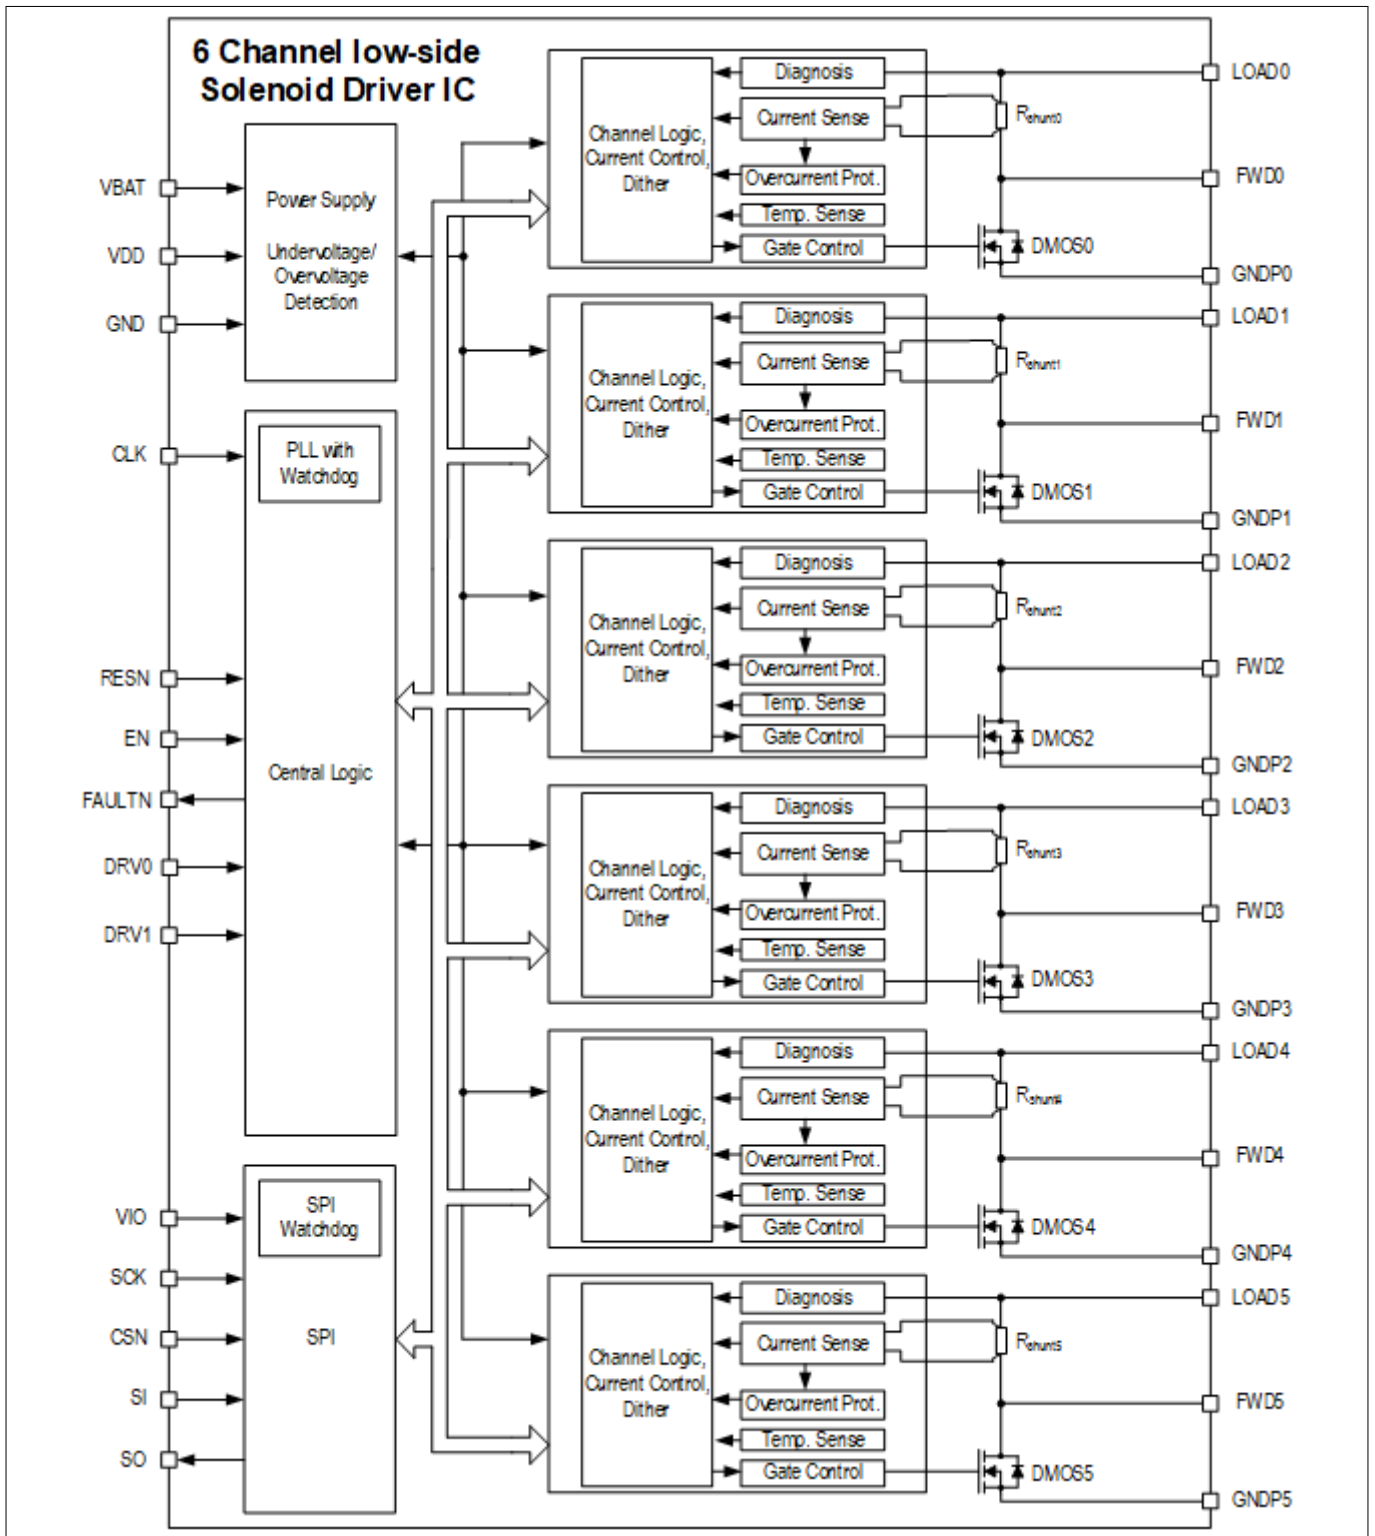 6 Channel low-side
Solenoid Driver IC
VBAT
VDD
GND
CLK
RESN
EN
FAULTN
DRV0
DRV1
VIO
SCK
CSN
SI
SO
Power Supply
Undervoltage/
Overvoltage
Detection
PLL with
Watchdog
Central Logic
SPI
Watchdog
SPI
Channel Logic,
Current Control,
Dither
Diagnosis
Current Sense
Overcurrent Prot.
Temp. Sense
Gate Control
Rshunt0
DMOS0
LOAD0
FWD0
GNDP0
Channel Logic,
Current Control,
Dither
Diagnosis
Current Sense
Overcurrent Prot.
Temp. Sense
Gate Control
Rshunt1
DMOS1
LOAD1
FWD1
GNDP1
Channel Logic,
Current Control,
Dither
Diagnosis
Current Sense
Overcurrent Prot.
Temp. Sense
Gate Control
Rshunt2
DMOS2
LOAD2
FWD2
GNDP2
Channel Logic,
Current Control,
Dither
Diagnosis
Current Sense
Overcurrent Prot.
Temp. Sense
Gate Control
Rshunt3
DMOS3
LOAD3
FWD3
GNDP3
Channel Logic,
Current Control,
Dither
Diagnosis
Current Sense
Overcurrent Prot.
Temp. Sense
Gate Control
Rshunt4
DMOS4
LOAD4
FWD4
GNDP4
Channel Logic,
Current Control,
Dither
Diagnosis
Current Sense
Overcurrent Prot.
Temp. Sense
Gate Control
Rshunt5
DMOS5
LOAD5
FWD5
GNDP5